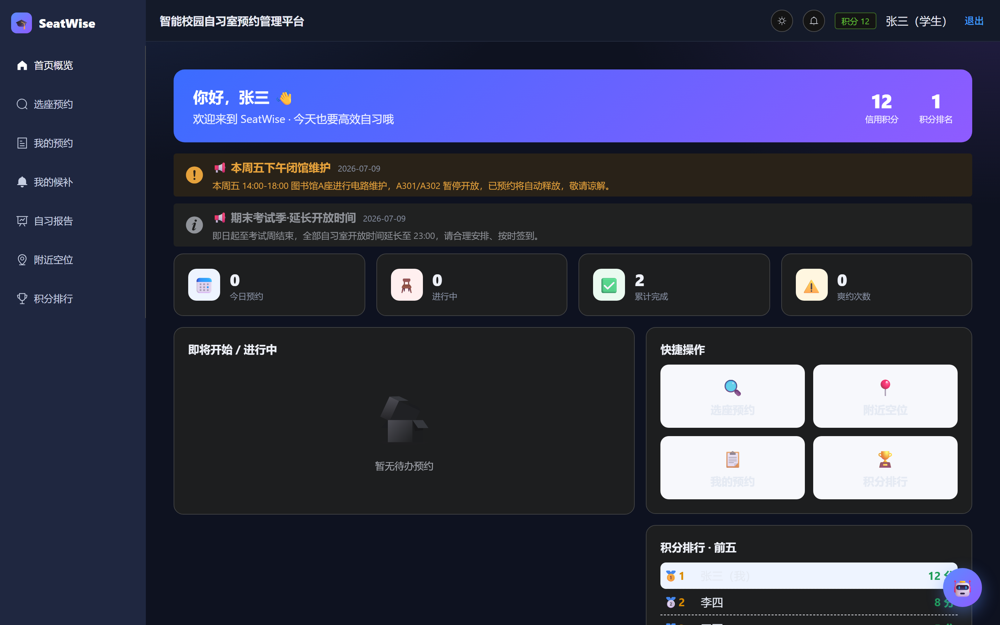 SeatWise
智能校园自习室预约管理平台
积分 12
张三（学生）
退出
首页概览
选座预约
我的预约
我的候补
自习报告
附近空位
积分排行
你好，张三
欢迎来到 SeatWise · 今天也要高效自习哦
12
信用积分
1
积分排名
本周五下午闭馆维护 2026-07-09
本周五 14:00-18:00 图书馆A座进行电路维护，A301/A302 暂停开放，已预约将自动释放，敬请谅解。
期末考试季·延长开放时间 2026-07-09
即日起至考试周结束，全部自习室开放时间延长至 23:00，请合理安排、按时签到。
0
今日预约
0
进行中
2
累计完成
0
爽约次数
即将开始 / 进行中
暂无待办预约
快捷操作
选座预约
附近空位
我的预约
积分排行
积分排行 · 前五
1 张三（我） 12 分
2 李四 8 分